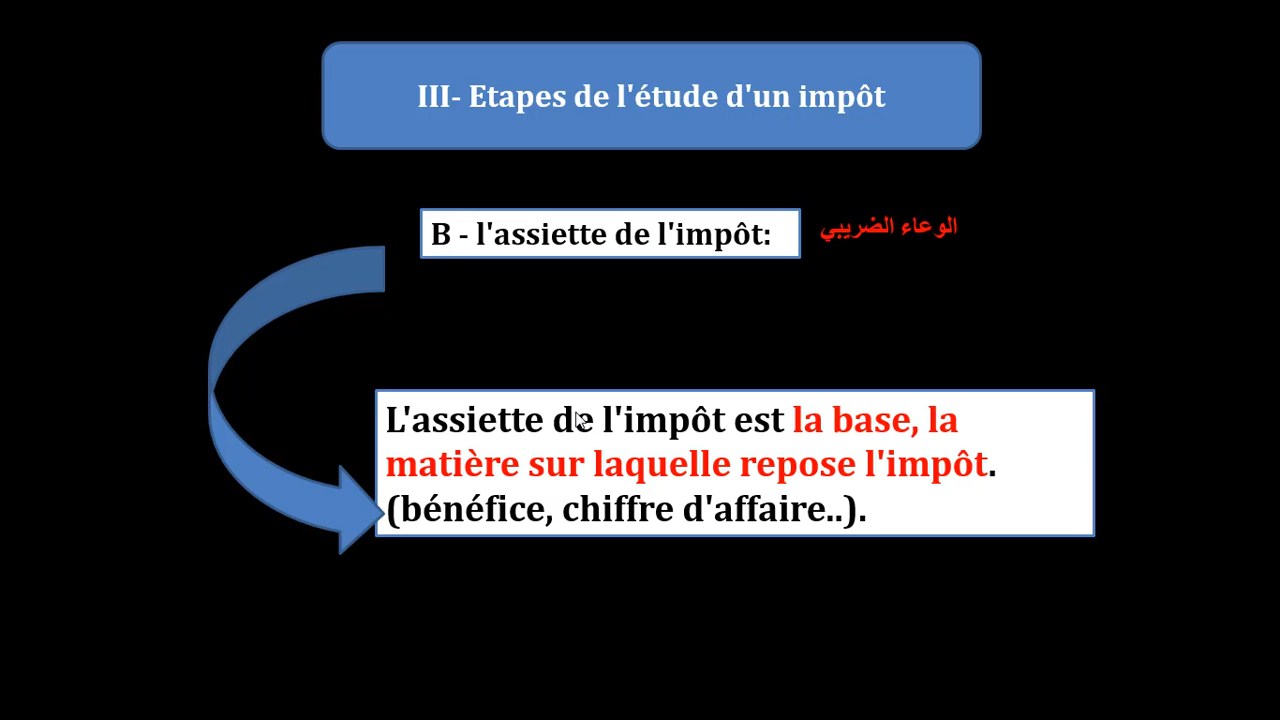 III- Etapes de l'étude d'un impôt
B - l'assiette de l'impôt:
الوعاء الضريبي
L'assiette de l'impôt est la base, la
matière sur laquelle repose l'impôt.
(bénéfice, chiffre d'affaire..).